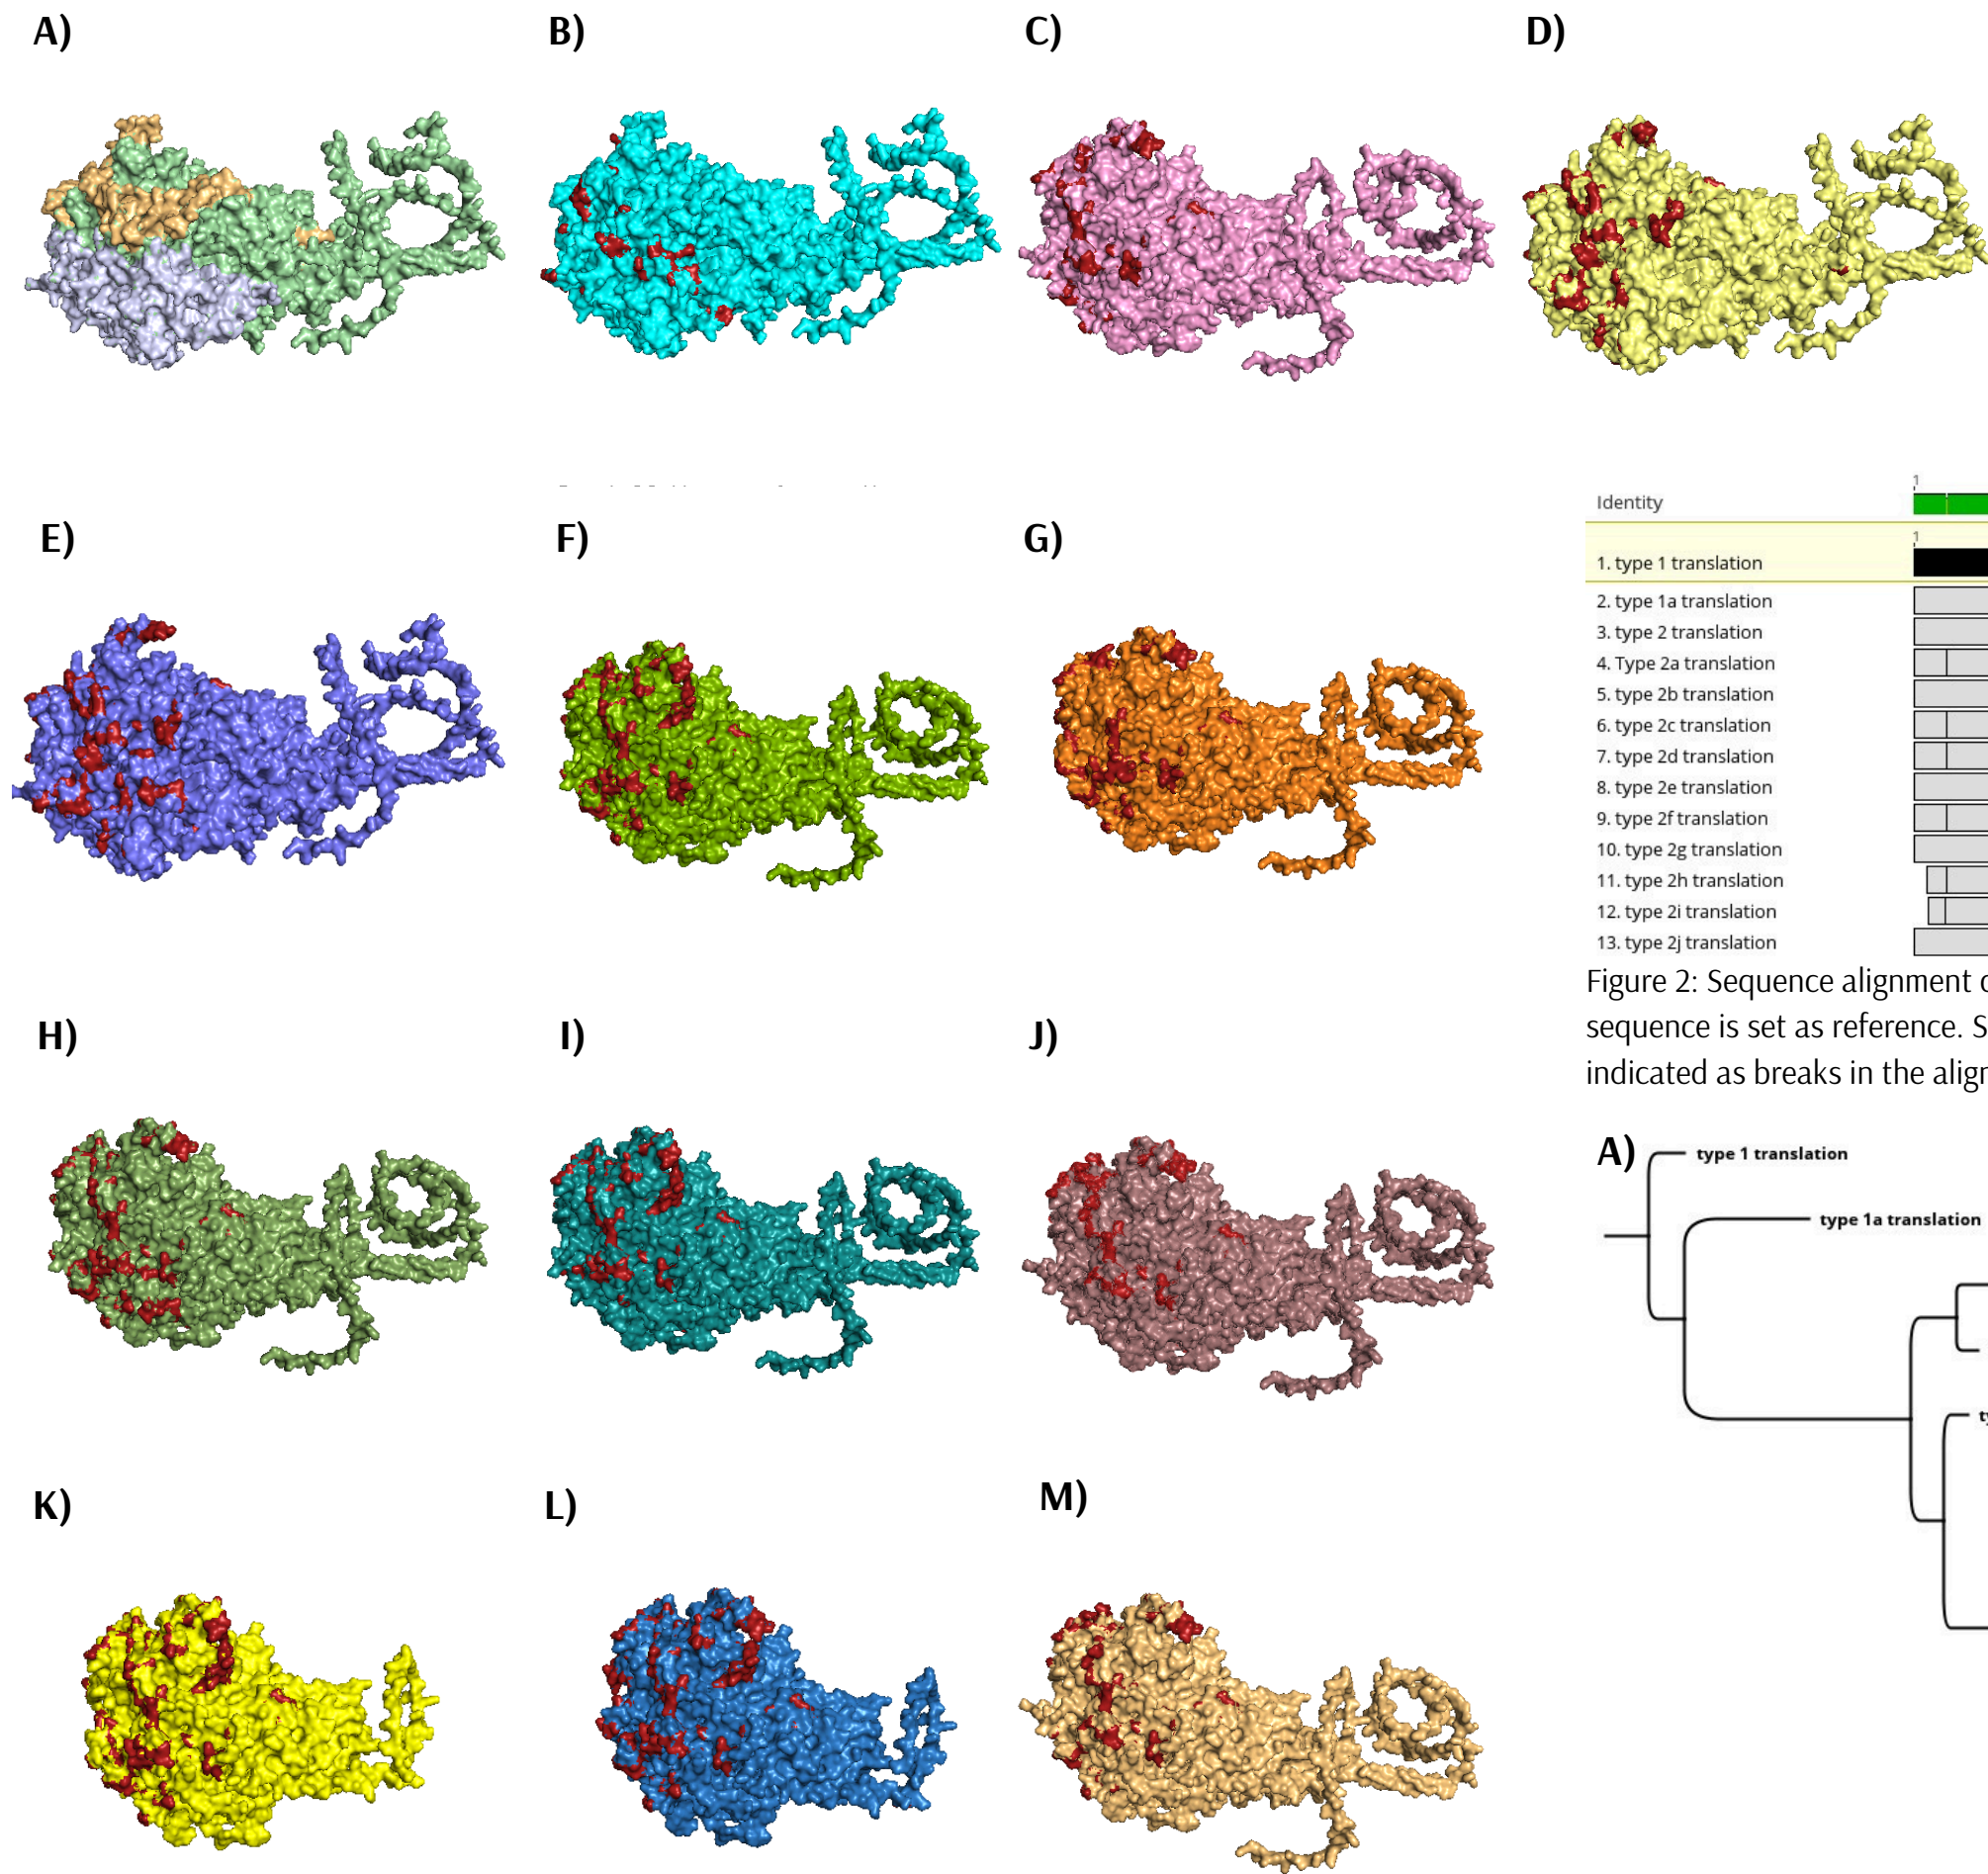 A)
B)
C)
D)
E)
F)
G)
1
Identity
1
1. type 1 translation
2. type 1a translation
3. type 2 translation
4. Type 2a translation
5. type 2b translation
6. type 2c translation
7. type 2d translation
8. type 2e translation
9. type 2f translation
10. type 2g translation
11. type 2h translation
12. type 2i translation
13. type 2j translation
Figure 2: Sequence alignment
sequence is set as reference.
indicated as breaks in the
H)
I)
J)
A)
type 1 translation
type 1a translation
K)
L)
M)